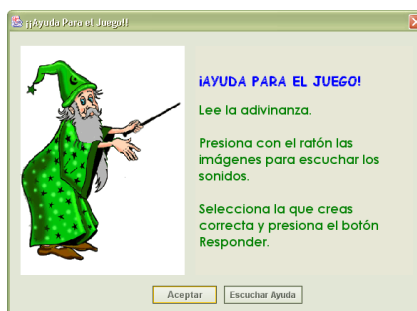 ¡¡Ayuda Para el Juego!!
¡AYUDA PARA EL JUEGO!
Lee la adivinanza.
Presiona con el ratón las
imágenes para escuchar los
sonidos.
Selecciona la que creas
correcta y presiona el botón
Responder.
Aceptar
Escuchar Ayuda